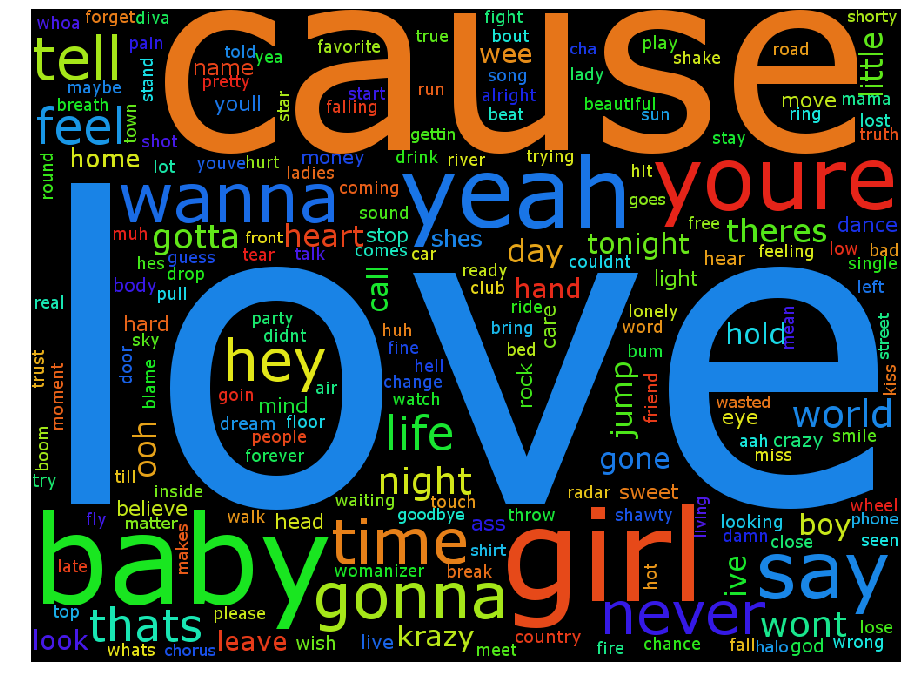 whoa forget diva fight shorty
tell cause pain told yea favorite true bout wee cha play road little
name pretty stand maybe song lady shake
breath youll star start falling run alright beautiful move mama
feel town shot beat sun ring lost
gettin stay truth
home lot youve hurt money drink river trying hit
round ladies coming
wanna yeah goes youre
sound free dance
muh gotta front heart stop shes tonight theres
hes guess tear talk comes car day couldnt hear feeling low bad
drop call ready light single
body pull club hand left
real ride lonely
hard party huh bring care word hold mean street
sky didnt fine bed bum
love
trust door hey hell rock jump kiss
moment blame goin air change friend wasted
mind watch eye world
dream floor life aah crazy smile
boom ooh people miss
forever gone
try till night radar sweet
inside waiting touch wheel
believe goodbye throw shawty living
fly matter walk head ass looking boy phone
baby time girl damn seen
makes shirt close
late womanizer break hot ive say
gonna
top please never
thats country wont lose
look whats chorus leave wish live krazy meet fire chance fall halo god wrong